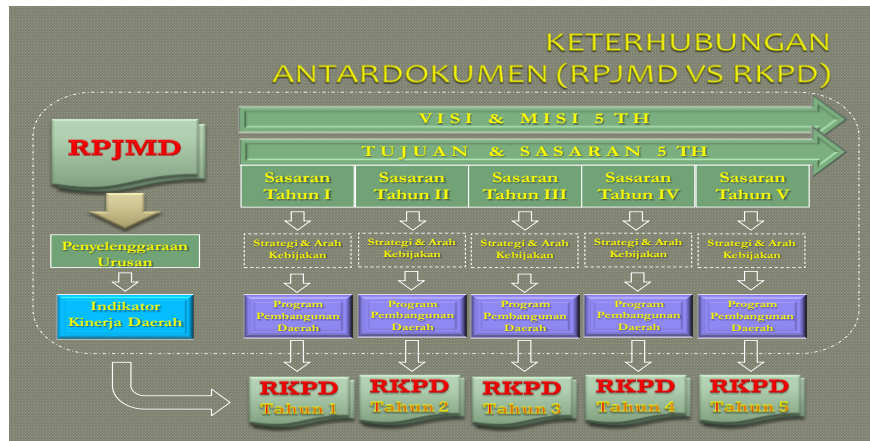 KETERHUBUNGAN
ANTARDOKUMEN (RPJMD VS RKPD)
RPJMD
VISI & MISI 5 TH
TUJUAN & SASARAN 5 TH
Sasaran
Tahun I
Sasaran
Tahun II
Sasaran
Tahun III
Sasaran
Tahun IV
Sasaran
Tahun V
Penyelenggaraan
Urusan
Strategi & Arah
Kebijakan
Strategi & Arah
Kebijakan
Strategi & Arah
Kebijakan
Strategi & Arah
Kebijakan
Strategi & Arah
Kebijakan
Indikator
Kinerja Daerah
Program
Pembangunan
Daerah
Program
Pembangunan
Daerah
Program
Pembangunan
Daerah
Program
Pembangunan
Daerah
Program
Pembangunan
Daerah
RKPD
Tahun 1
RKPD
Tahun 2
RKPD
Tahun 3
RKPD
Tahun 4
RKPD
Tahun 5